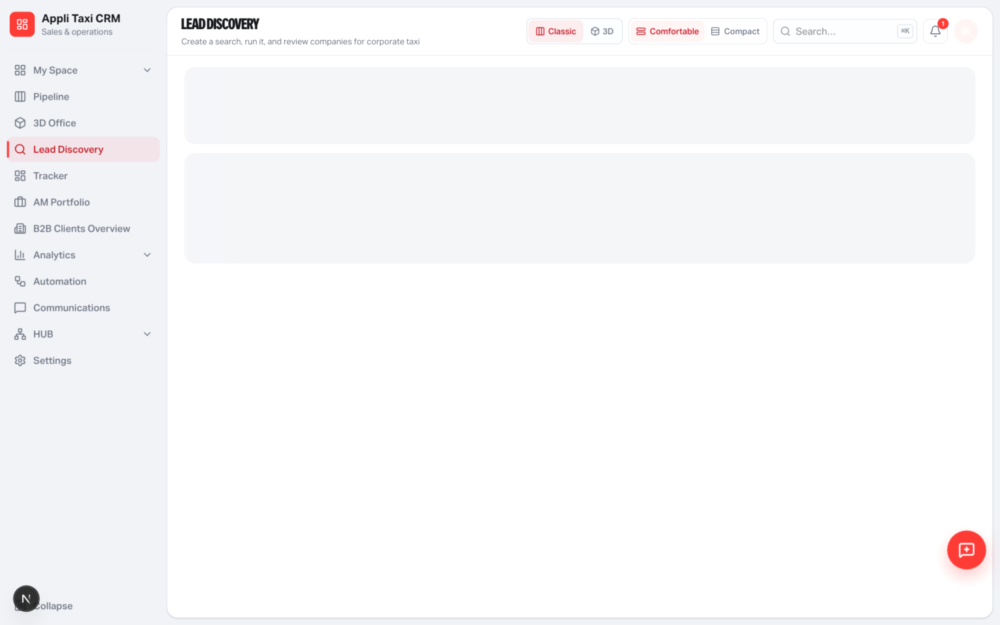 Appli Taxi CRM
Sales & operations
My Space
Pipeline
3D Office
Lead Discovery
Tracker
AM Portfolio
B2B Clients Overview
Analytics
Automation
Communications
HUB
Settings
N
Collapse
LEAD DISCOVERY
Create a search, run it, and review companies for corporate taxi
Classic
3D
Comfortable
Compact
Search...
⌘K
1